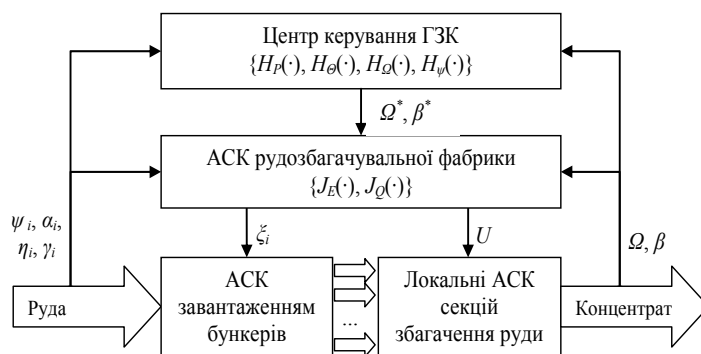 Центр керування ГЗК
{H_P(·), H_Θ(·), H_Ω(·), H_ψ(·)}
Ω*, β*
АСК рудозбагачувальної фабрики
{J_E(·), J_Q(·)}
ψ_i, α_i,
η_i, γ_i
ξ_i
U
Ω, β
Руда
АСК
завантаженням
бункерів
...
Локальні АСК
секцій
збагачення руди
Концентрат